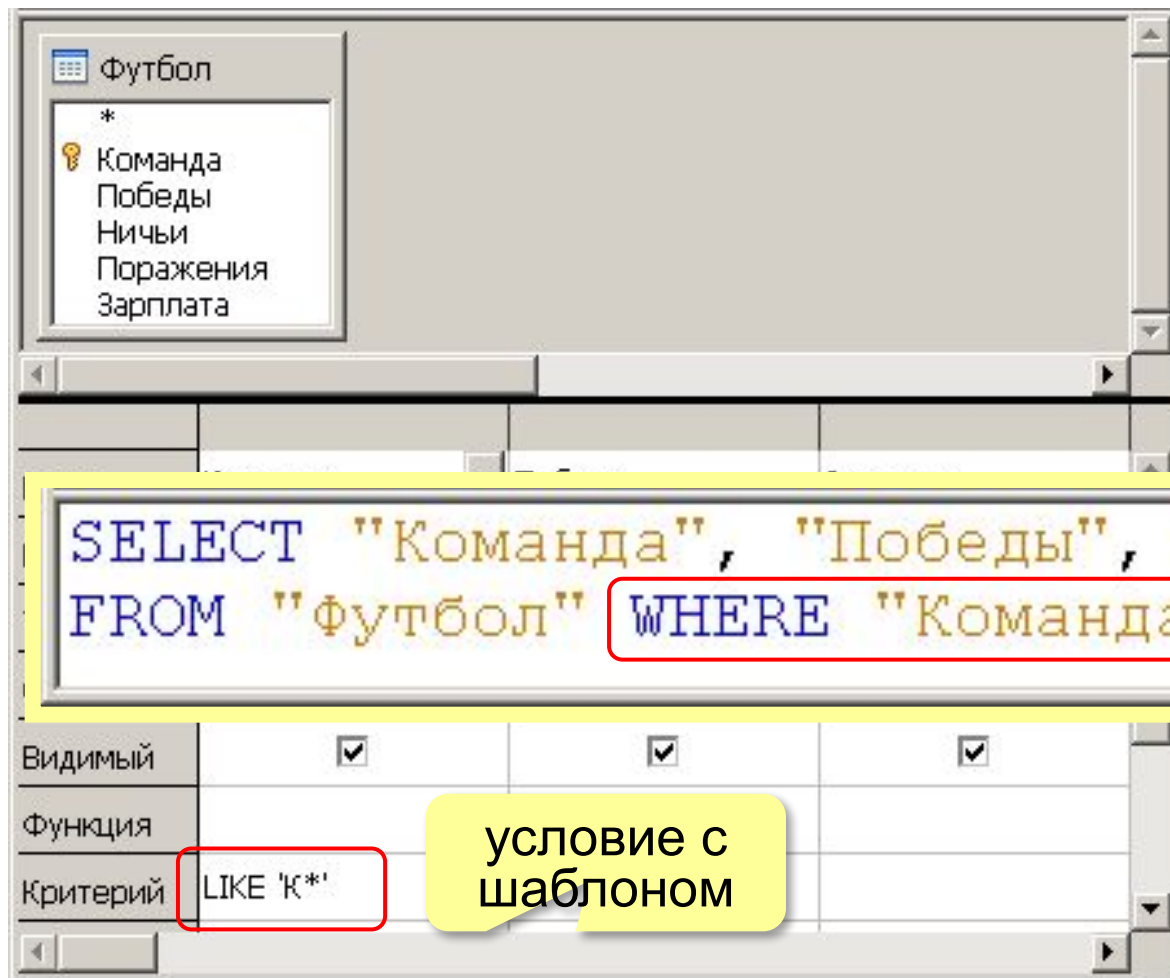 Футбол
*
Команда
Победы
Ничьи
Поражения
Зарплата
SELECT "Команда", "Победы",
FROM "Футбол" WHERE "Команда
Видимый
Функция
условие с
шаблоном
Критерий LIKE 'К*'